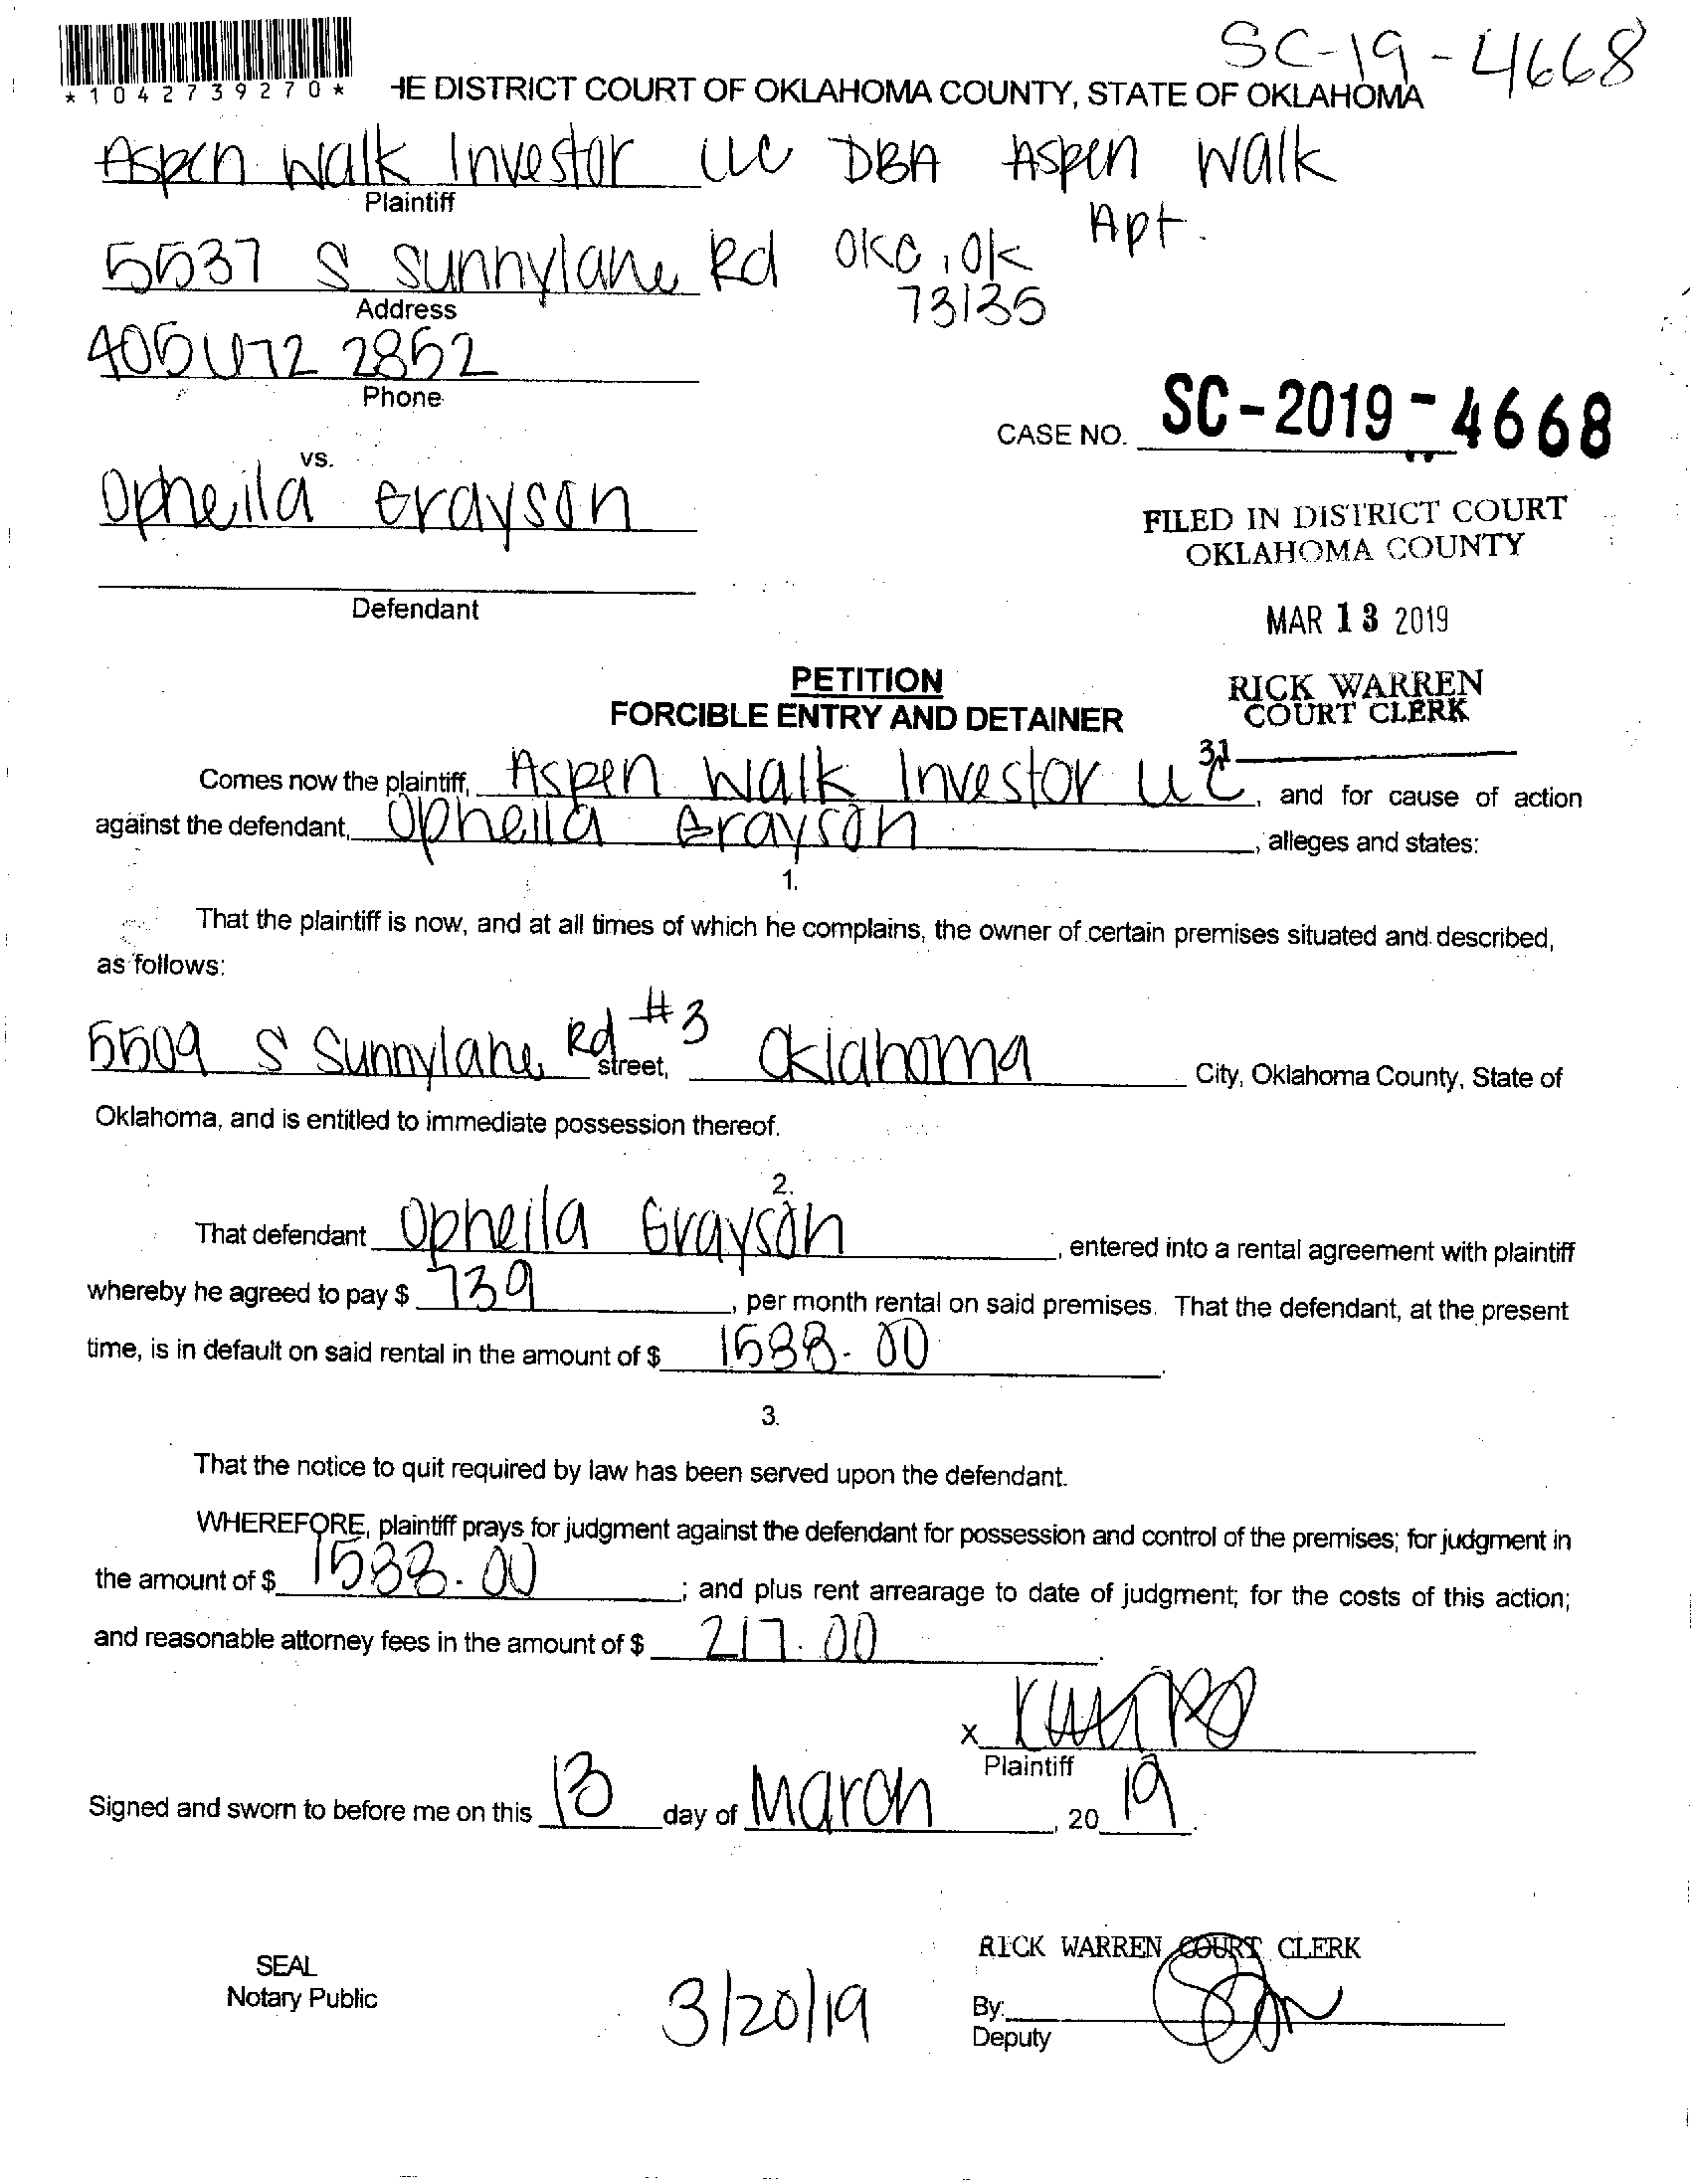 SC-19-4668
*1042739270*
HE DISTRICT COURT OF OKLAHOMA COUNTY, STATE OF OKLAHOMA
Aspen Walk Investor LLC DBA Aspen Walk
Plaintiff
Apt.
5537 S Sunnylane Rd OKC, OK
73135
Address
405 672 2852
Phone
CASE NO. SC-2019-4668
vs.
Opheila Grayson
FILED IN DISTRICT COURT
OKLAHOMA COUNTY
Defendant
MAR 13 2019
PETITION
RICK WARREN
COURT CLERK
FORCIBLE ENTRY AND DETAINER
31
Comes now the plaintiff, Aspen Walk Investor LLC, and for cause of action
against the defendant, Opheila Grayson, alleges and states:
1.
That the plaintiff is now, and at all times of which he complains, the owner of certain premises situated and described,
as follows:
5509 S Sunnylane Rd #3 street, Oklahoma City, Oklahoma County, State of
Oklahoma, and is entitled to immediate possession thereof.
2.
That defendant Opheila Grayson, entered into a rental agreement with plaintiff
whereby he agreed to pay $ 739, per month rental on said premises. That the defendant, at the present
time, is in default on said rental in the amount of $ 1588.00.
3.
That the notice to quit required by law has been served upon the defendant.
WHEREFORE, plaintiff prays for judgment against the defendant for possession and control of the premises; for judgment in
the amount of $ 1588.00; and plus rent arrearage to date of judgment; for the costs of this action;
and reasonable attorney fees in the amount of $ 217.00.
X
Plaintiff
Signed and sworn to before me on this 13 day of March, 20 19.
RICK WARREN COURT CLERK
SEAL
Notary Public
3/20/19
By:
Deputy